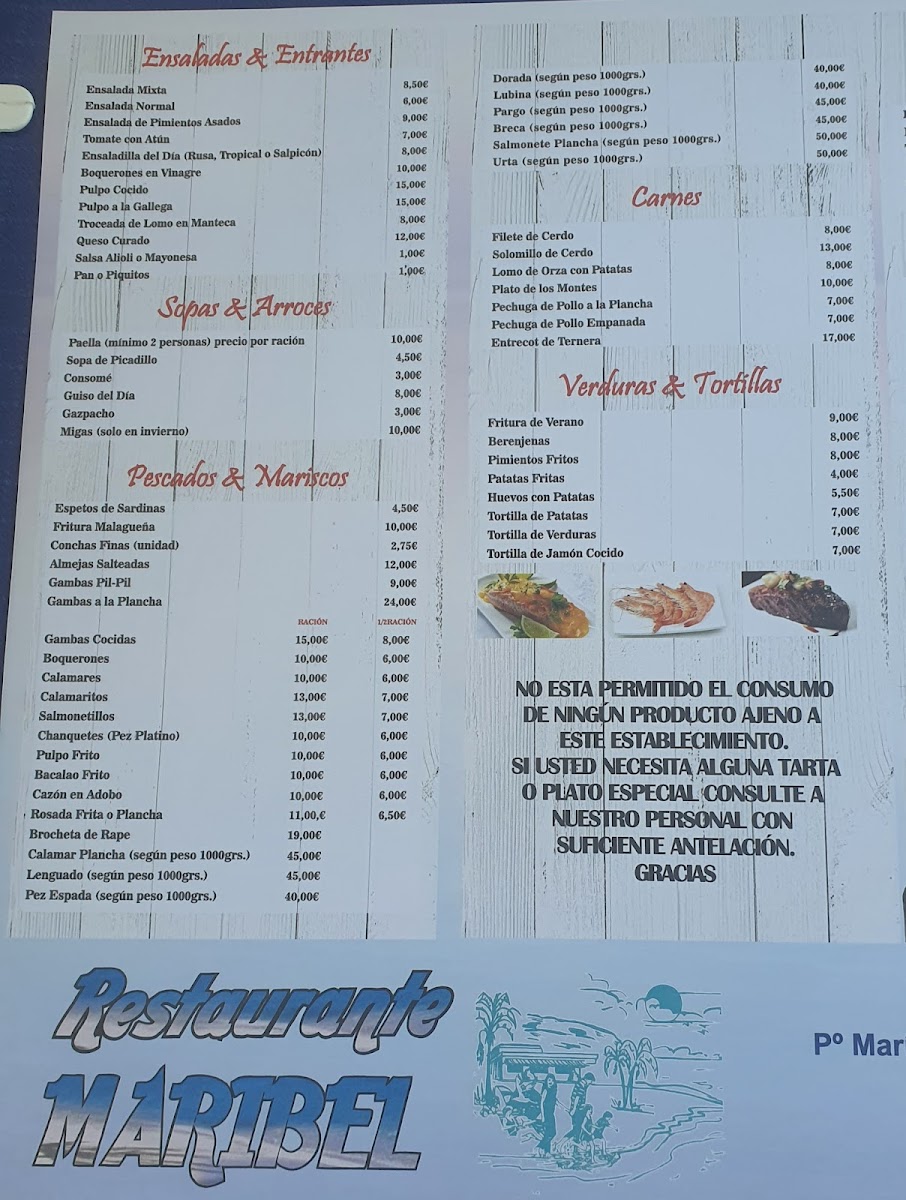 Ensaladas & Entrantes
Ensalada Mixta 8,50€
Ensalada Normal 6,00€
Ensalada de Pimientos Asados 9,00€
Tomate con Atún 7,00€
Ensaladilla del Día (Rusa, Tropical o Salpicón) 8,00€
Boquerones en Vinagre 10,00€
Pulpo Cocido 15,00€
Pulpo a la Gallega 15,00€
Troceada de Lomo en Manteca 8,00€
Queso Curado 12,00€
Salsa Alioli o Mayonesa 1,00€
Pan o Piquitos 1,00€
Sopas & Arroces
Paella (mínimo 2 personas) precio por ración 10,00€
Sopa de Picadillo 4,50€
Consomé 3,00€
Guiso del Día 8,00€
Gazpacho 3,00€
Migas (solo en invierno) 10,00€
Pescados & Mariscos
Espetos de Sardinas 4,50€
Fritura Malagueña 10,00€
Conchas Finas (unidad) 2,75€
Almejas Salteadas 12,00€
Gambas Pil-Pil 9,00€
Gambas a la Plancha 24,00€
RACIÓN 1/2RACIÓN
Gambas Cocidas 15,00€ 8,00€
Boquerones 10,00€ 6,00€
Calamares 10,00€ 6,00€
Calamaritos 13,00€ 7,00€
Salmonetillos 13,00€ 7,00€
Chanquetes (Pez Platino) 10,00€ 6,00€
Pulpo Frito 10,00€ 6,00€
Bacalao Frito 10,00€ 6,00€
Cazón en Adobo 10,00€ 6,00€
Rosada Frita o Plancha 11,00,€ 6,50€
Brocheta de Rape 19,00€
Calamar Plancha (según peso 1000grs.) 45,00€
Lenguado (según peso 1000grs.) 45,00€
Pez Espada (según peso 1000grs.) 40,00€
Dorada (según peso 1000grs.) 40,00€
Lubina (según peso 1000grs.) 40,00€
Pargo (según peso 1000grs.) 45,00€
Breca (según peso 1000grs.) 45,00€
Salmonete Plancha (según peso 1000grs.) 50,00€
Urta (según peso 1000grs.) 50,00€
Carnes
Filete de Cerdo 8,00€
Solomillo de Cerdo 13,00€
Lomo de Orza con Patatas 8,00€
Plato de los Montes 10,00€
Pechuga de Pollo a la Plancha 7,00€
Pechuga de Pollo Empanada 7,00€
Entrecot de Ternera 17,00€
Verduras & Tortillas
Fritura de Verano 9,00€
Berenjenas 8,00€
Pimientos Fritos 8,00€
Patatas Fritas 4,00€
Huevos con Patatas 5,50€
Tortilla de Patatas 7,00€
Tortilla de Verduras 7,00€
Tortilla de Jamón Cocido 7,00€
NO ESTA PERMITIDO EL CONSUMO
DE NINGÚN PRODUCTO AJENO A
ESTE ESTABLECIMIENTO.
SI USTED NECESITA ALGUNA TARTA
O PLATO ESPECIAL CONSULTE A
NUESTRO PERSONAL CON
SUFICIENTE ANTELACIÓN.
GRACIAS
Restaurante
MARIBEL
Pº Mar